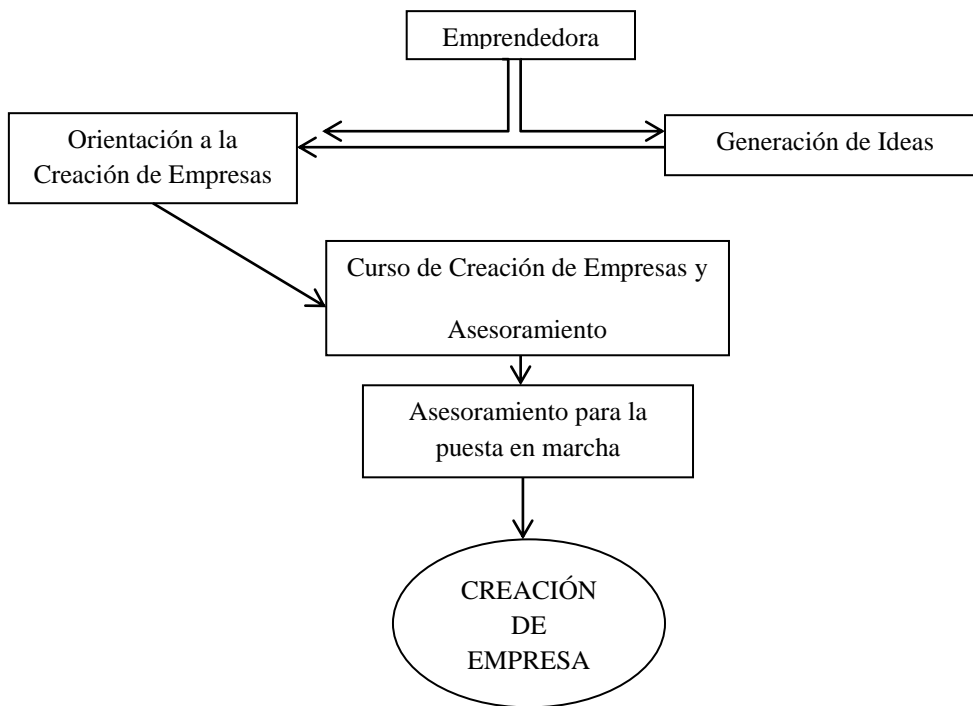 Emprendedora
Orientación a la
Creación de Empresas
Generación de Ideas
Curso de Creación de Empresas y
Asesoramiento
Asesoramiento para la
puesta en marcha
CREACIÓN
DE
EMPRESA